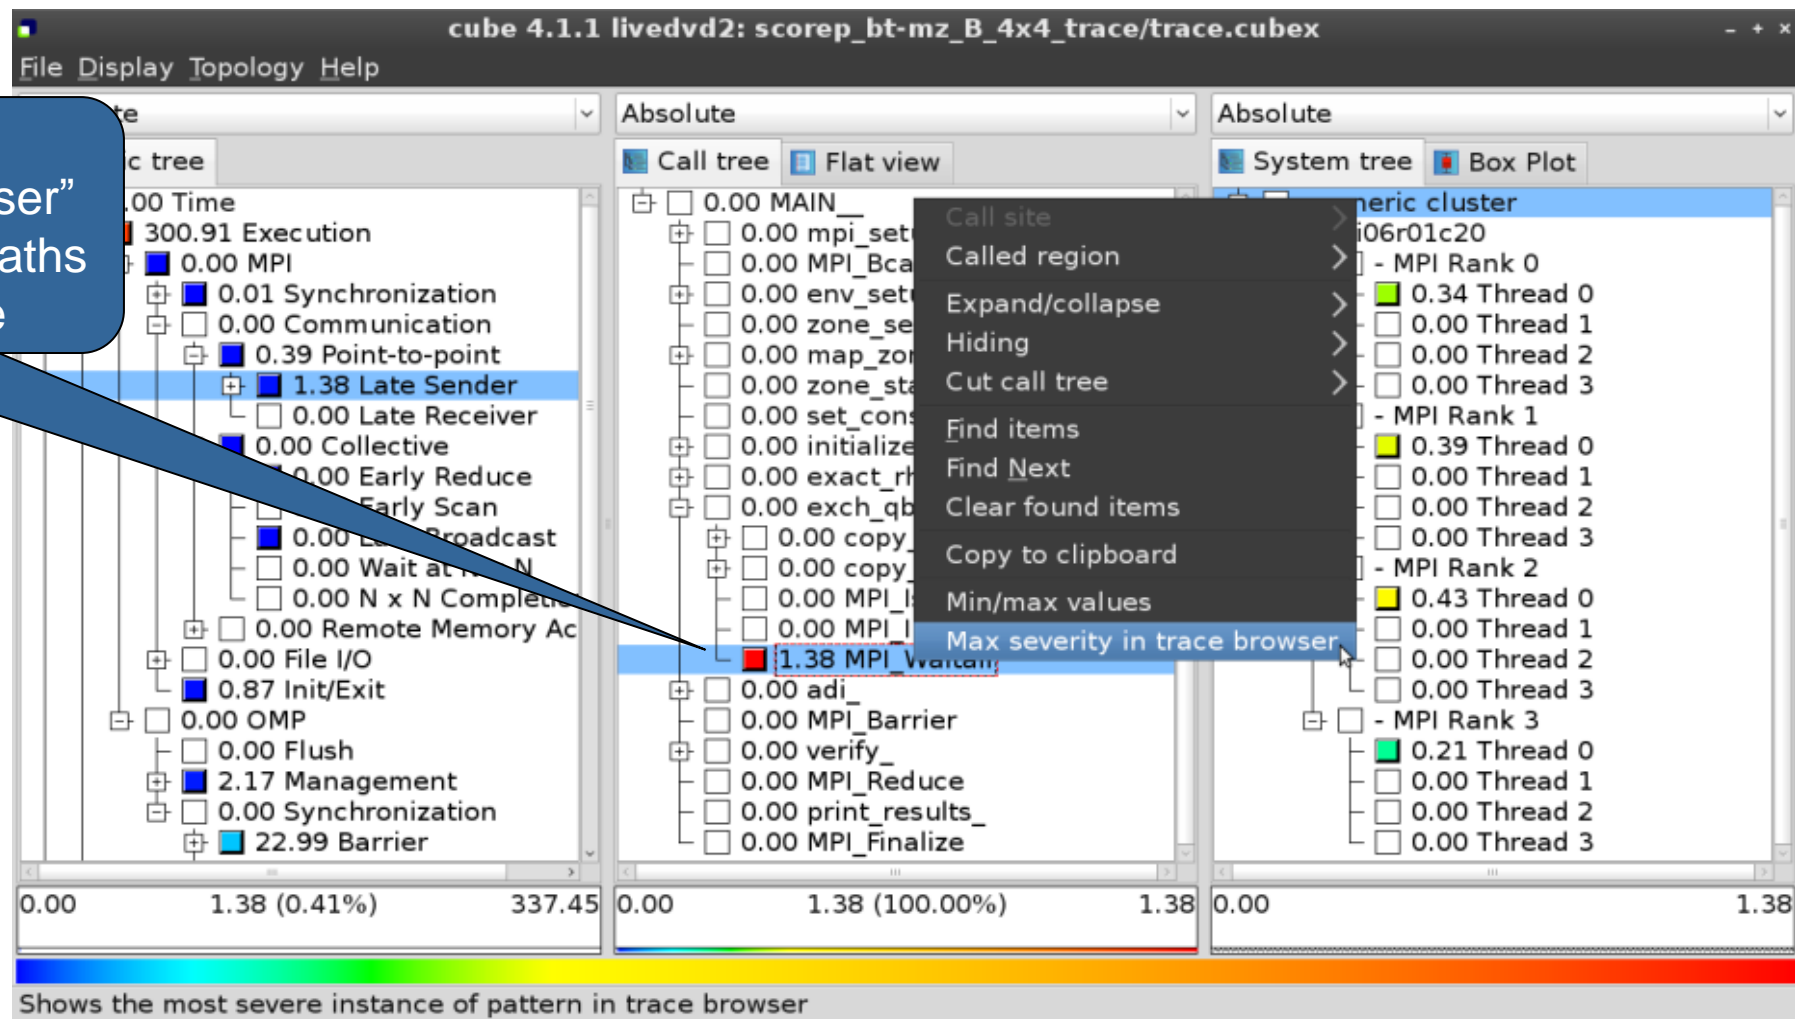 cube 4.1.1 livedvd2: scorep_bt-mz_B_4x4_trace/trace.cubex
File Display Topology Help
Absolute
Absolute
tree
Call tree
Flat view
System tree
Box Plot
.00 Time
300.91 Execution
0.00 MPI
0.01 Synchronization
0.00 Communication
0.39 Point-to-point
1.38 Late Sender
0.00 Late Receiver
0.00 Collective
.00 Early Reduce
Early Scan
0.00 Broadcast
0.00 Wait at N
0.00 N x N
0.00 Remote Memory Ac
0.00 File I/O
0.87 Init/Exit
0.00 OMP
0.00 Flush
2.17 Management
0.00 Synchronization
22.99 Barrier
0.00 MAIN__
0.00 mpi_set
0.00 MPI_Bca
0.00 env_set
0.00 zone_se
0.00 map_zo
0.00 zone_sta
0.00 set_con
0.00 initialize
0.00 exact_r
0.00 exch_qb
0.00 copy_
0.00 copy_
0.00 MPI_I
0.00 MPI_I
1.38 MPI_Waitall
0.00 adi_
0.00 MPI_Barrier
0.00 verify_
0.00 MPI_Reduce
0.00 print_results_
0.00 MPI_Finalize
Call site
Called region
Expand/collapse
Hiding
Cut call tree
Find items
Find Next
Clear found items
Copy to clipboard
Min/max values
Max severity in trace browser
neric cluster
i06r01c20
- MPI Rank 0
0.34 Thread 0
0.00 Thread 1
0.00 Thread 2
0.00 Thread 3
- MPI Rank 1
0.39 Thread 0
0.00 Thread 1
0.00 Thread 2
0.00 Thread 3
- MPI Rank 2
0.43 Thread 0
0.00 Thread 1
0.00 Thread 2
0.00 Thread 3
- MPI Rank 3
0.21 Thread 0
0.00 Thread 1
0.00 Thread 2
0.00 Thread 3
ser”
aths
e
0.00 1.38 (0.41%) 337.45
0.00 1.38 (100.00%) 1.38
0.00 1.38
Shows the most severe instance of pattern in trace browser